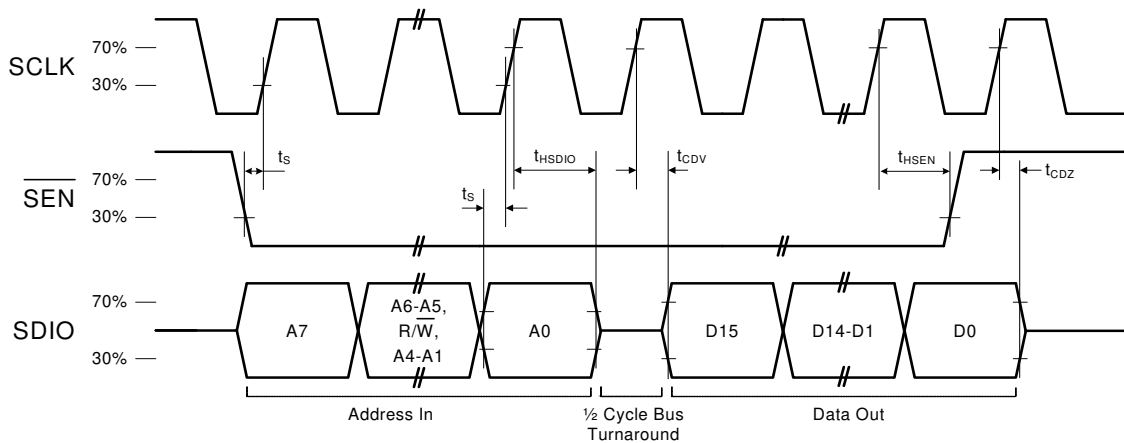 SCLK
70%
30%
SEN
70%
30%
tS
tS
tHSDIO
tCDV
tHSEN
tCDZ
SDIO
70%
30%
A7
A6-A5,
R/W,
A4-A1
A0
D15
D14-D1
D0
Address In
½ Cycle Bus
Turnaround
Data Out